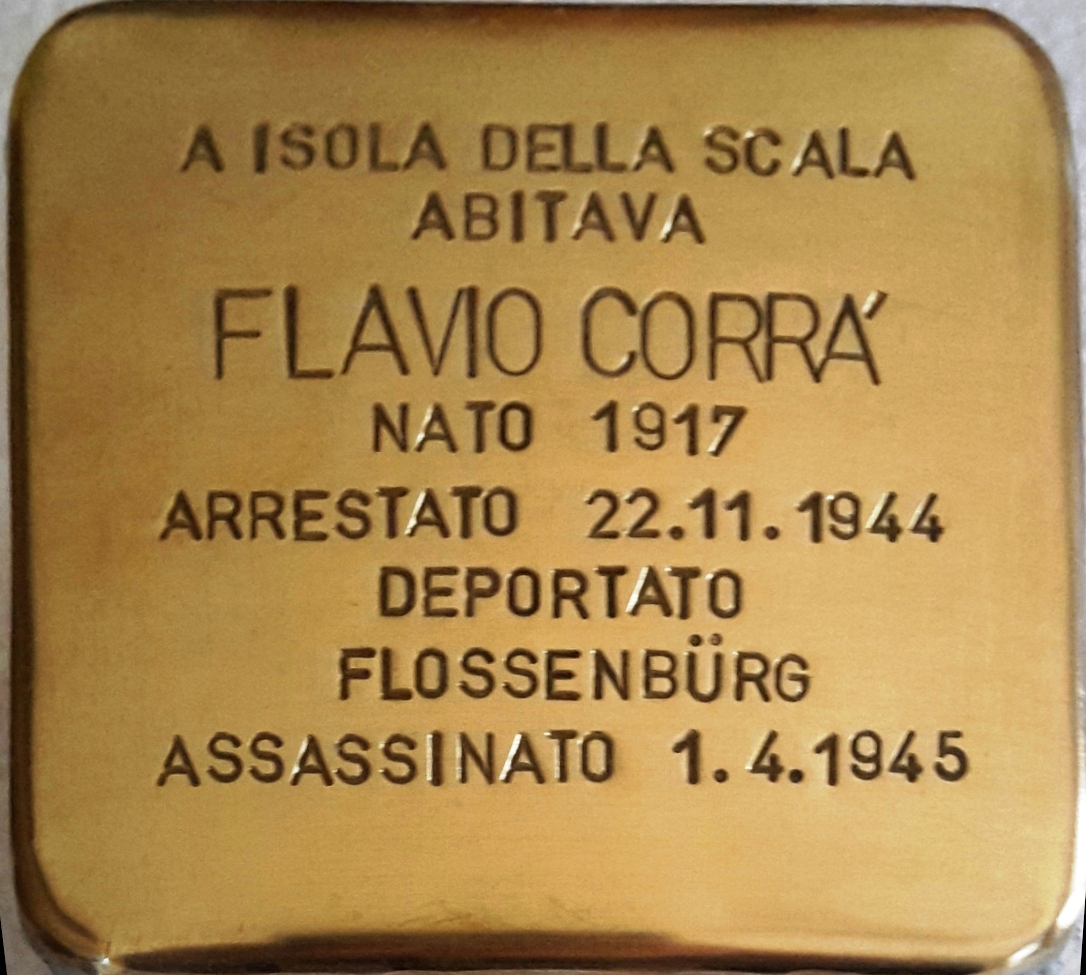 A ISOLA DELLA SCALA
ABITAVA
FLAVIO CORRÁ
NATO 1917
ARRESTATO 22.11.1944
DEPORTATO
FLOSSENBÜRG
ASSASSINATO 1.4.1945